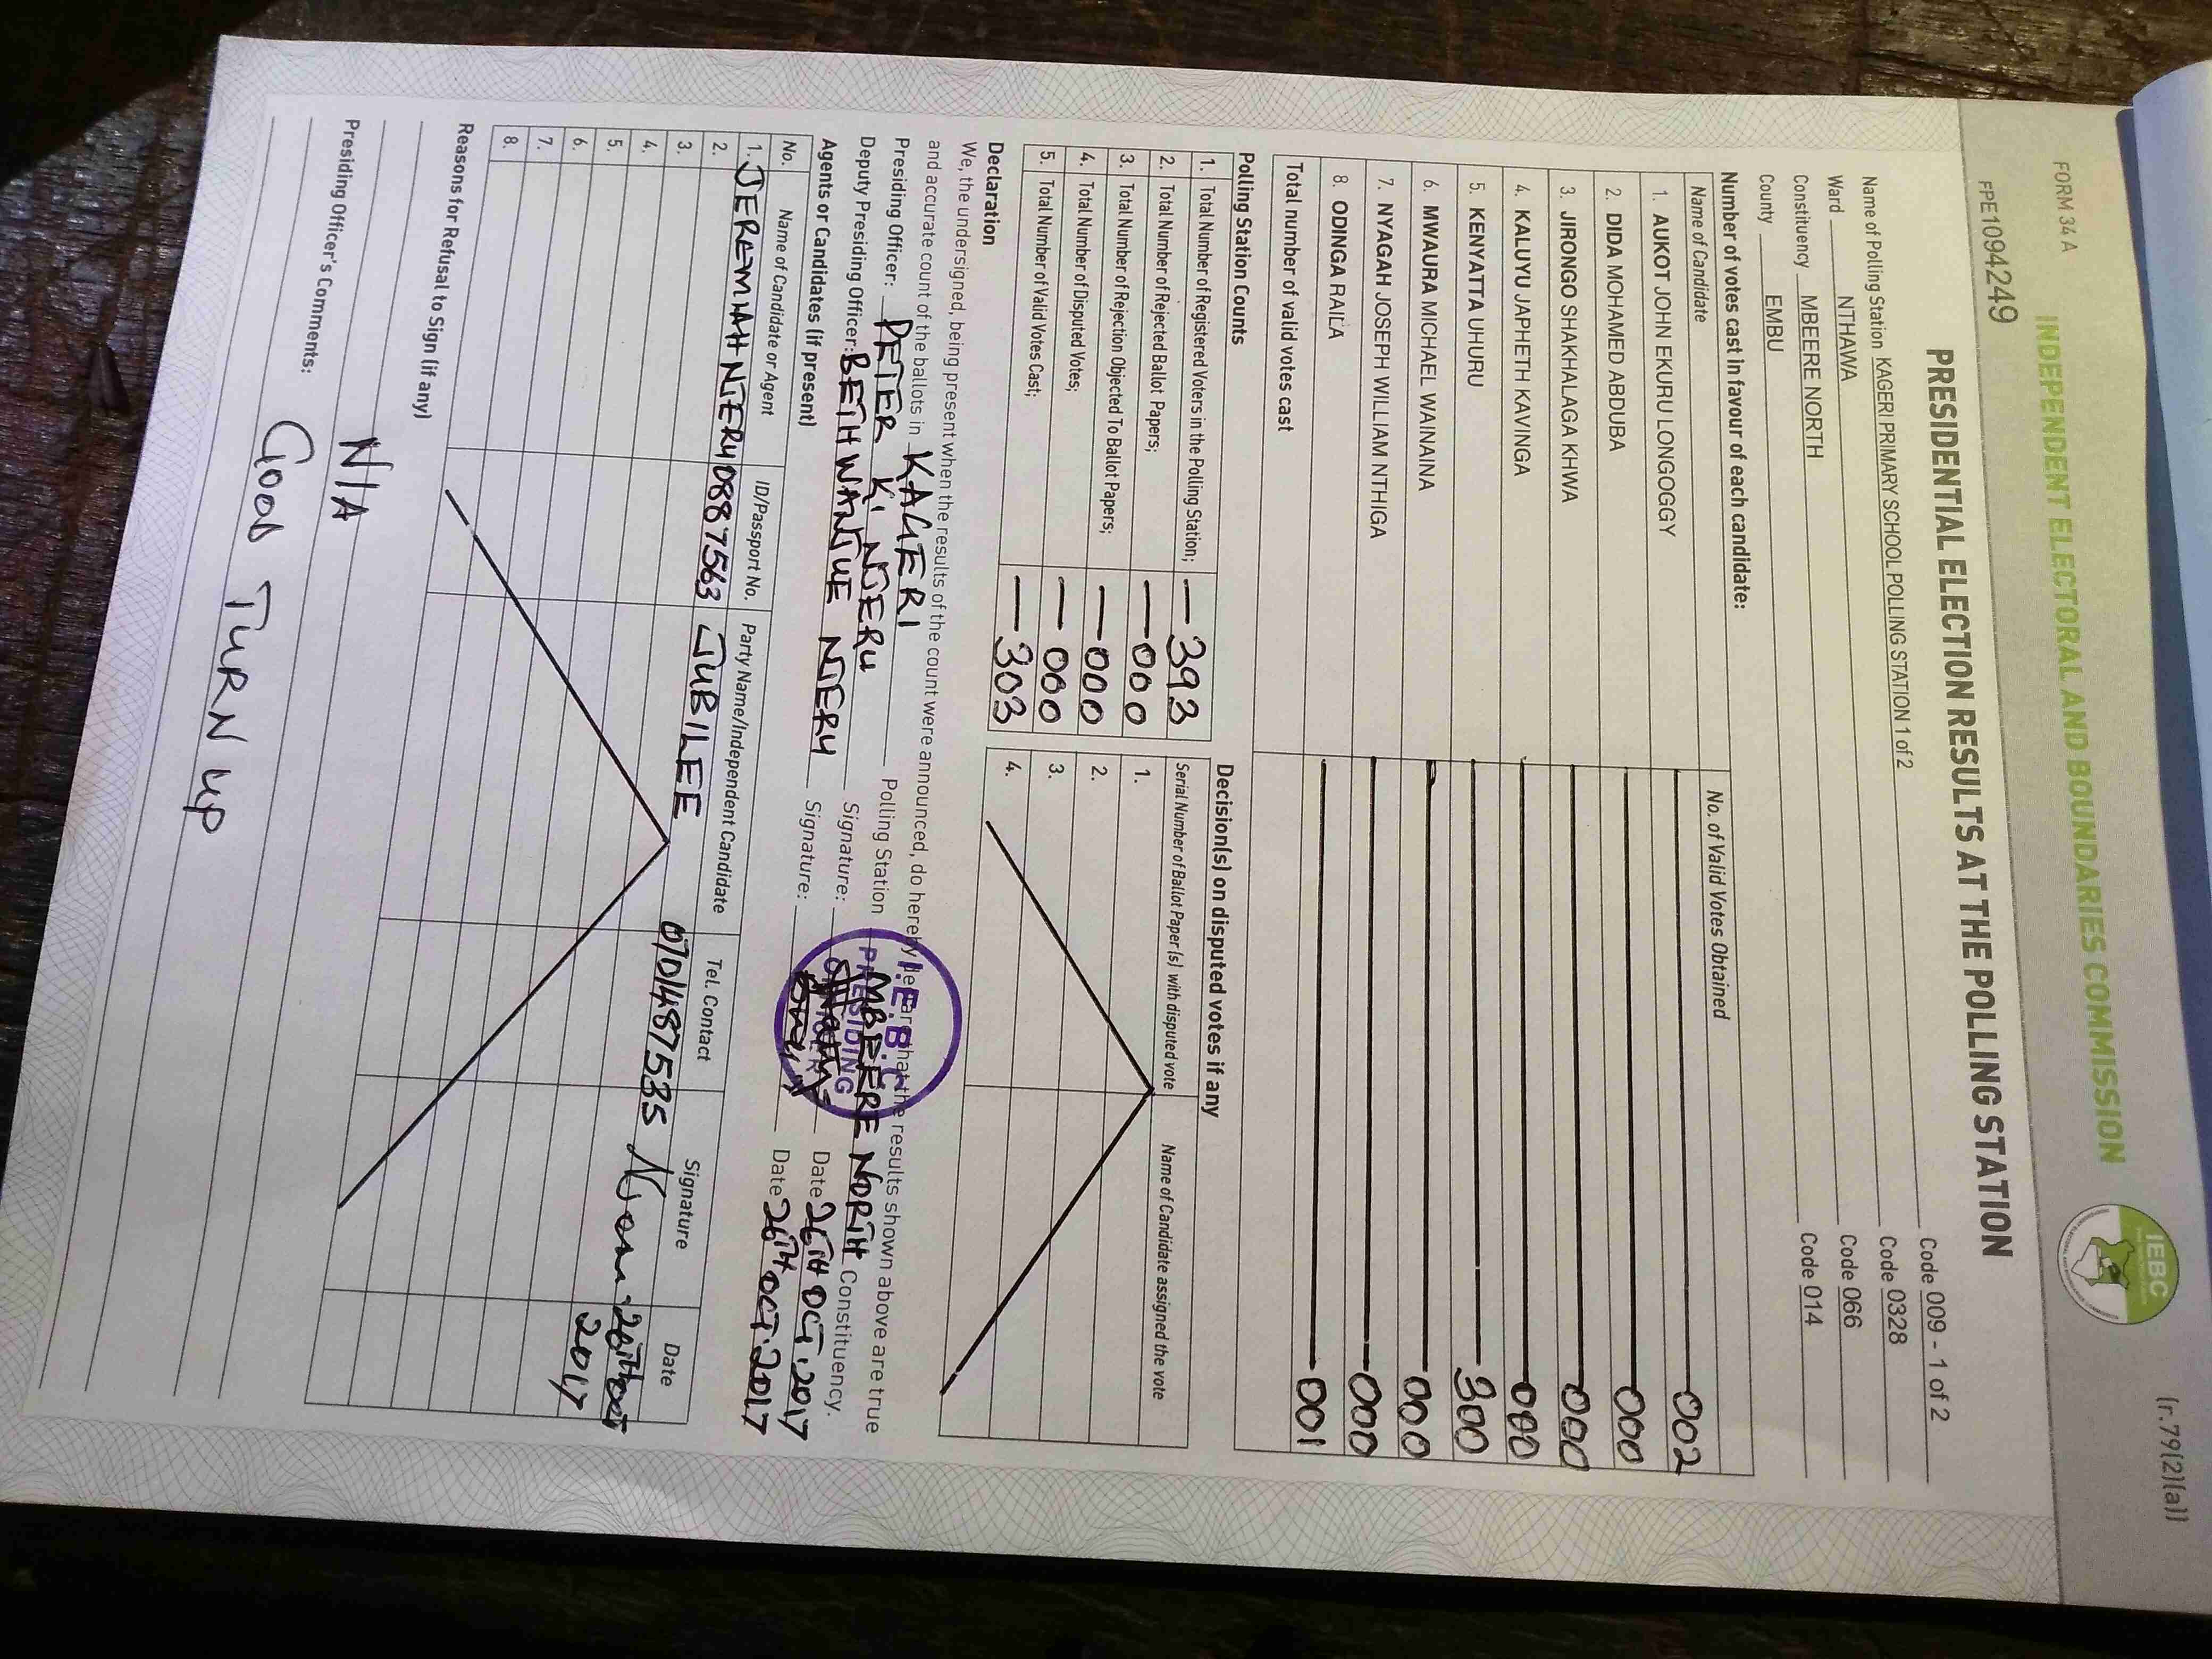 FORM 34 A
(r.79(2)(a))
INDEPENDENT ELECTORAL AND BOUNDARIES COMMISSION
IEBC
FPE1094249
PRESIDENTIAL ELECTION RESULTS AT THE POLLING STATION
Name of Polling Station KAGERI PRIMARY SCHOOL POLLING STATION 1 of 2 Code 009 - 1 of 2
Ward NTHAWA Code 0328
Constituency MBEERE NORTH Code 066
County EMBU Code 014
Number of votes cast in favour of each candidate:
Name of Candidate No. of Valid Votes Obtained
1. AUKOT JOHN EKURU LONGOGGY 002
2. DIDA MOHAMED ABDUBA 000
3. JIRONGO SHAKHALAGA KHWA 000
4. KALUYU JAPHETH KAVINGA 000
5. KENYATTA UHURU 300
6. MWAURA MICHAEL WAINAINA 000
7. NYAGAH JOSEPH WILLIAM NTHIGA 000
8. ODINGA RAILA 001
Total number of valid votes cast
Polling Station Counts
1. Total Number of Registered Voters in the Polling Station; 393
2. Total Number of Rejected Ballot Papers; 000
3. Total Number of Rejection Objected To Ballot Papers; 000
4. Total Number of Disputed Votes; 000
5. Total Number of Valid Votes Cast; 303
Decision(s) on disputed votes if any
Serial Number of Ballot Paper (s) with disputed vote Name of Candidate assigned the vote
1.
2.
3.
4.
Declaration
We, the undersigned, being present when the results of the count were announced, do hereby declare that the results shown above are true
and accurate count of the ballots in KAGERI Polling Station MBEERE NORTH Constituency.
Presiding Officer: PETER K. NJERU Signature: Date 26TH OCT. 2017
Deputy Presiding Officer: BETH WANJUE NJERU Signature: Date 26TH OCT. 2017
I.E.B.C
PRESIDING
OFFICER
Agents or Candidates (if present)
No. Name of Candidate or Agent ID/Passport No. Party Name/Independent Candidate Tel. Contact Signature Date
1. JEREMIAH NJERU 0887563 JUBILEE 0701487535 26TH OCT
2017
2.
3.
4.
5.
6.
7.
8.
Reasons for Refusal to Sign (if any)
N/A
Presiding Officer's Comments:
GOOD TURN UP